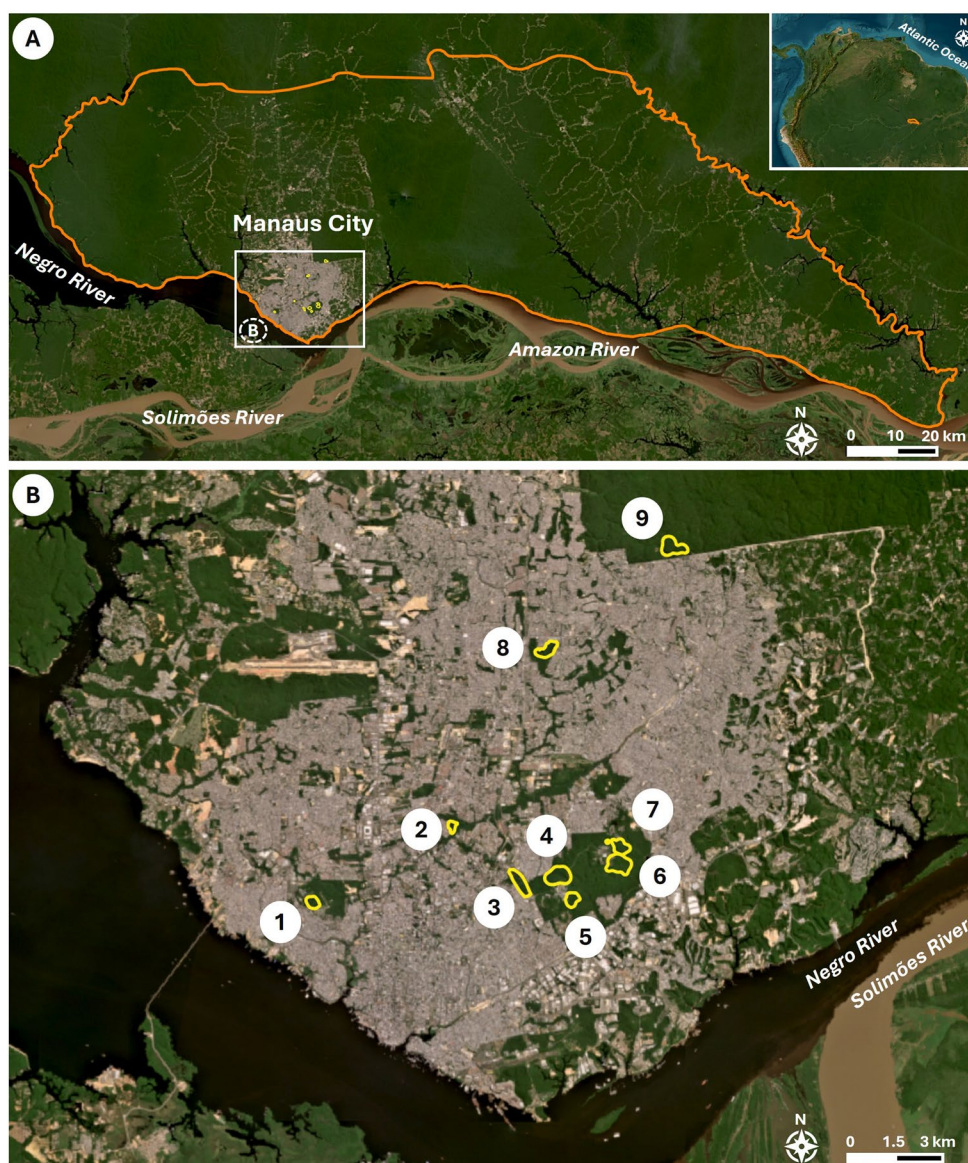 A
N
Atlantic Ocean
Manaus City
Negro River
B
Amazon River
Solimões River
N
0 10 20 km
B
9
8
7
2
4
6
1
3
5
Negro River
Solimões River
N
0 1.5 3 km